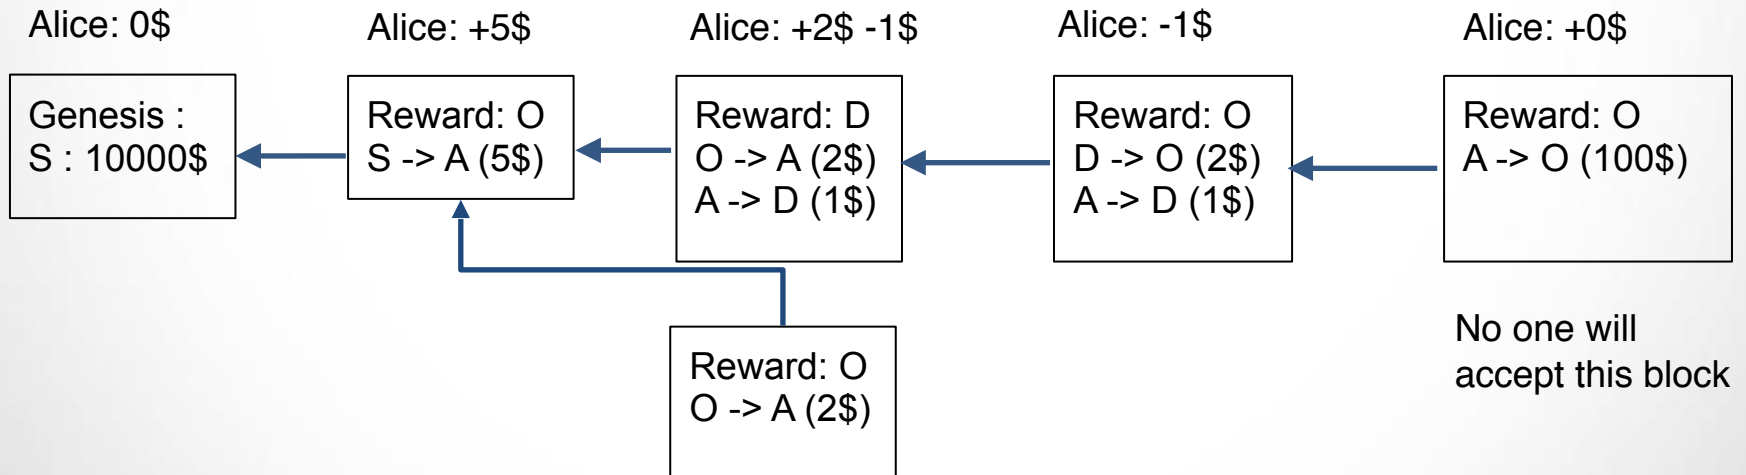 Alice: 0$
Alice: +5$
Alice: +2$ -1$
Alice: -1$
Alice: +0$
Genesis :
S : 10000$
Reward: O
S -> A (5$)
Reward: D
O -> A (2$)
A -> D (1$)
Reward: O
D -> O (2$)
A -> D (1$)
Reward: O
A -> O (100$)
No one will
accept this block
Reward: O
O -> A (2$)